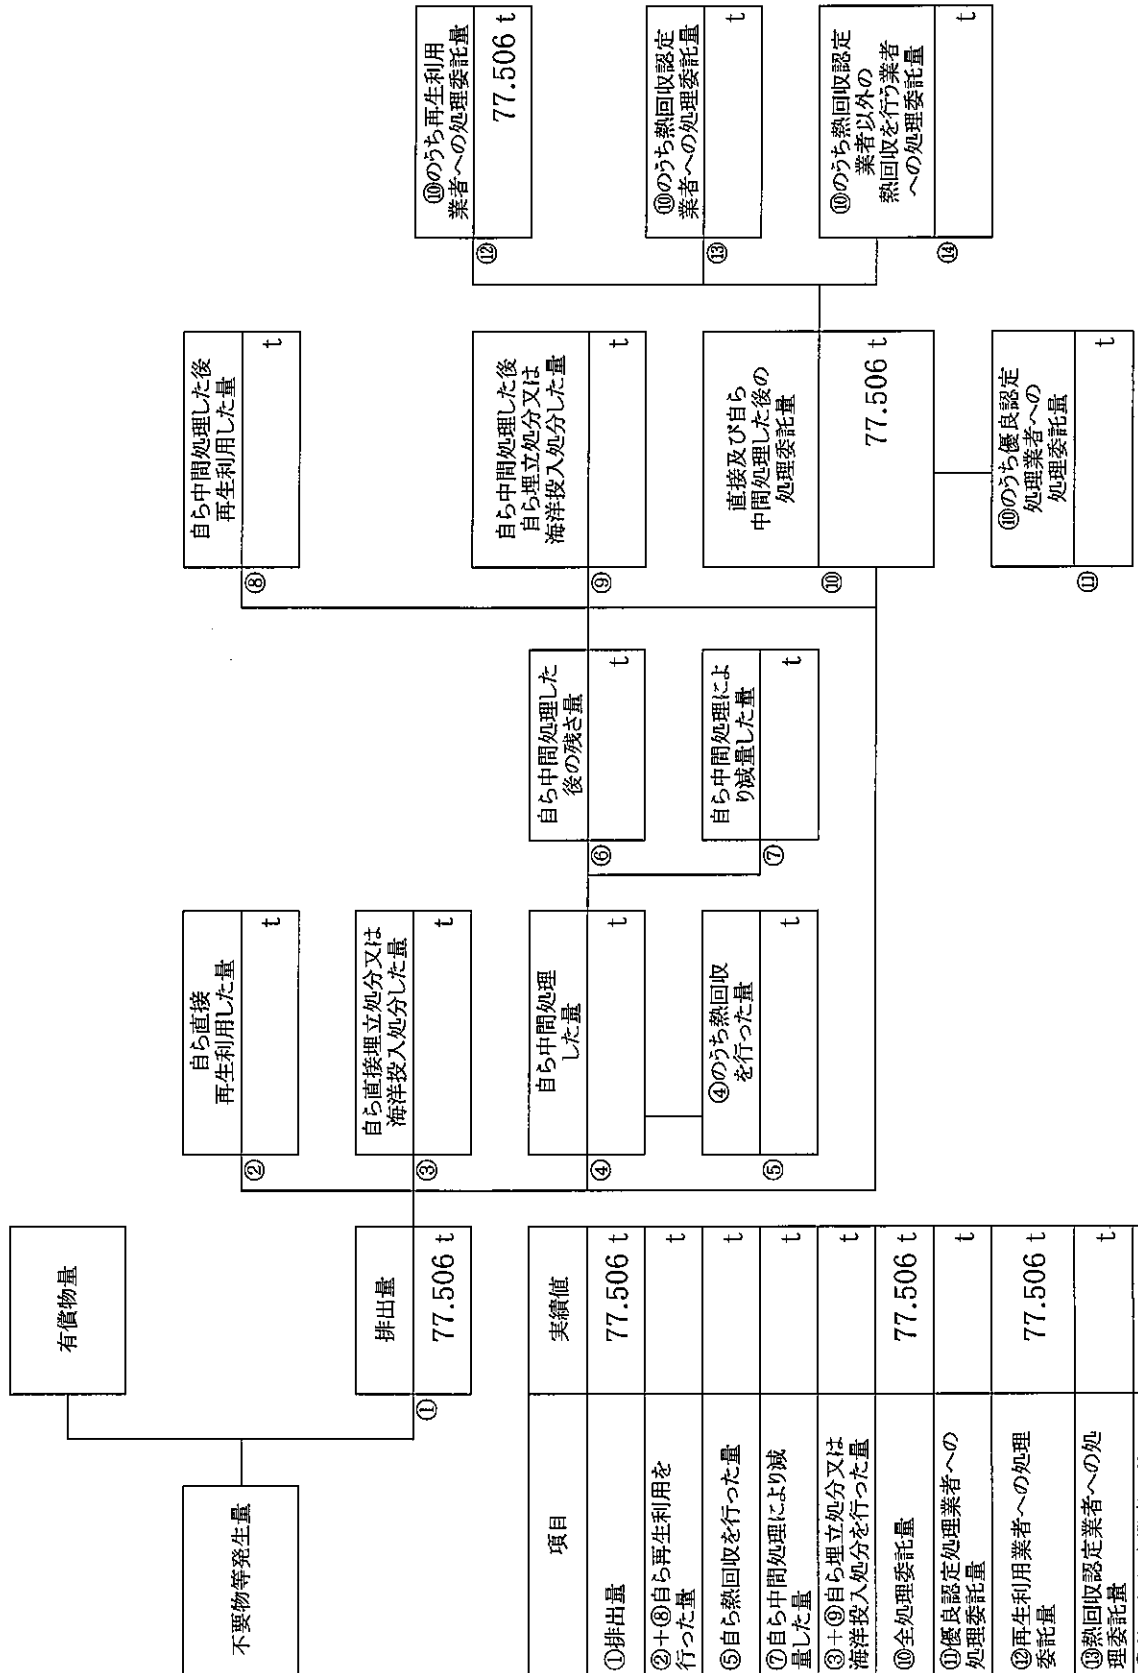 不要物等発生量
有償物量
①
排出量
77.506 t
②
自ら直接
再生利用した量
t
③
自ら直接埋立処分又は
海洋投入処分した量
t
④
自ら中間処理
した量
t
⑤
④のうち熱回収
を行った量
t
⑥
自ら中間処理した
後の残さ量
t
⑦
自ら中間処理によ
り減量した量
t
⑧
自ら中間処理した後
再生利用した量
t
⑨
自ら中間処理した後
自ら埋立処分又は
海洋投入処分した量
t
⑩
直接及び自ら
中間処理した後の
処理委託量
77.506 t
⑪
⑩のうち優良認定
処理業者への
処理委託量
t
⑫
⑩のうち再生利用
業者への処理委託量
77.506 t
⑬
⑩のうち熱回収認定
業者への処理委託量
t
⑭
⑩のうち熱回収認定
業者以外の
熱回収を行う業者
への処理委託量
t
項目 実績値
①排出量 77.506 t
②+⑧自ら再生利用を
行った量 t
⑤自ら熱回収を行った量 t
⑦自ら中間処理により減
量した量 t
③+⑨自ら埋立処分又は
海洋投入処分を行った量 t
⑩全処理委託量 77.506 t
⑪優良認定処理業者への
処理委託量 t
⑫再生利用業者への処理
委託量 77.506 t
⑬熱回収認定業者への処
理委託量 t